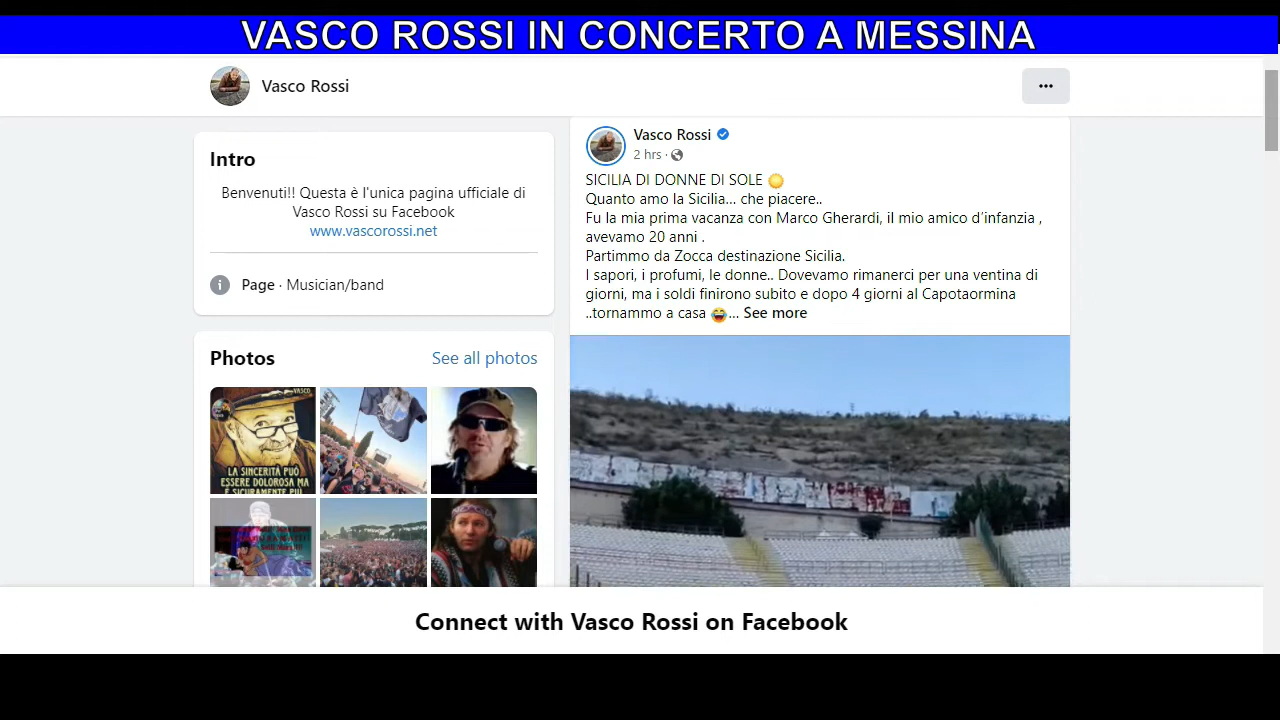 VASCO ROSSI IN CONCERTO A MESSINA
Vasco Rossi
Intro
Benvenuti!! Questa è l'unica pagina ufficiale di
Vasco Rossi su Facebook
www.vascorossi.net
Page · Musician/band
Photos
See all photos
VASCO
LA SINCERITÀ PUÒ
ESSERE DOLOROSA MA
È SICURAMENTE PIÙ
Vasco Rossi
2 hrs ·
SICILIA DI DONNE DI SOLE 🌞
Quanto amo la Sicilia... che piacere..
Fu la mia prima vacanza con Marco Gherardi, il mio amico d'infanzia ,
avevamo 20 anni .
Partimmo da Zocca destinazione Sicilia.
I sapori, i profumi, le donne.. Dovevamo rimanerci per una ventina di
giorni, ma i soldi finirono subito e dopo 4 giorni al Capotaormina
..tornammo a casa 😂... See more
Connect with Vasco Rossi on Facebook